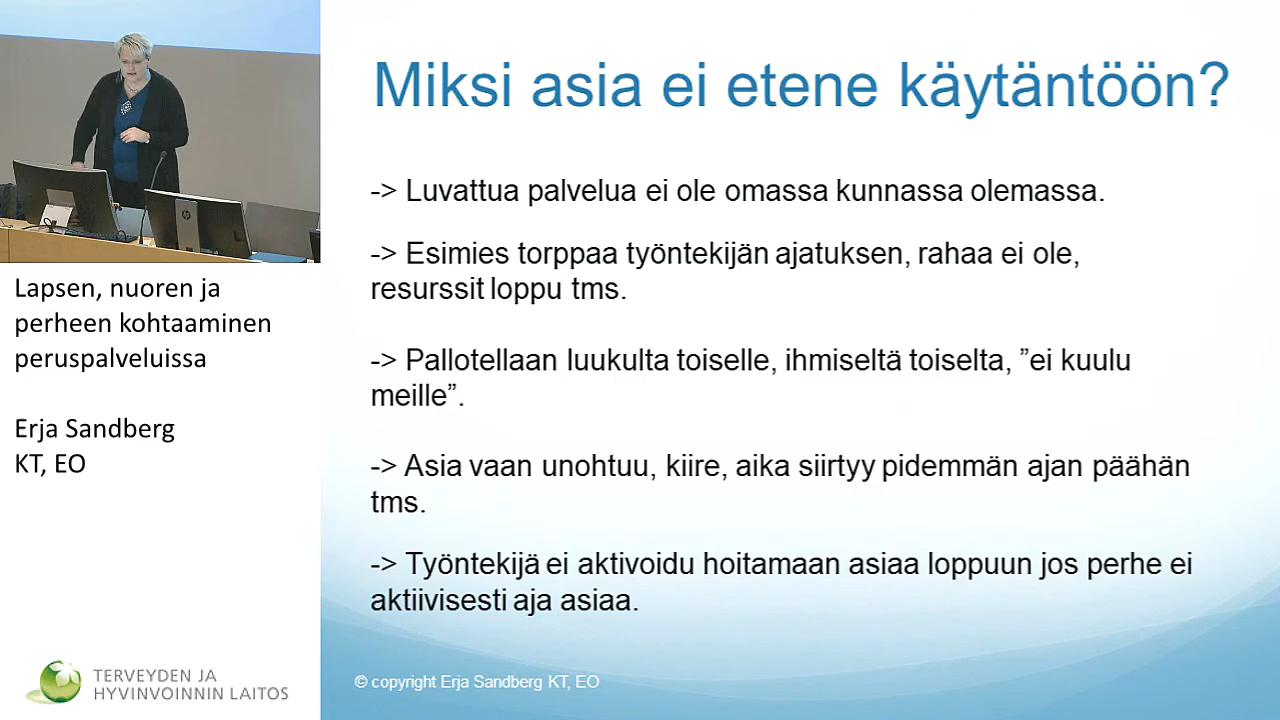 Miksi asia ei etene käytäntöön?
-> Luvattua palvelua ei ole omassa kunnassa olemassa.
-> Esimies torppaa työntekijän ajatuksen, rahaa ei ole,
resurssit loppu tms.
-> Pallotellaan luukulta toiselle, ihmiseltä toiselta, ”ei kuulu
meille”.
-> Asia vaan unohtuu, kiire, aika siirtyy pidemmän ajan päähän
tms.
-> Työntekijä ei aktivoidu hoitamaan asiaa loppuun jos perhe ei
aktiivisesti aja asiaa.
© copyright Erja Sandberg KT, EO
Lapsen, nuoren ja
perheen kohtaaminen
peruspalveluissa
Erja Sandberg
KT, EO
TERVEYDEN JA
HYVINVOINNIN LAITOS